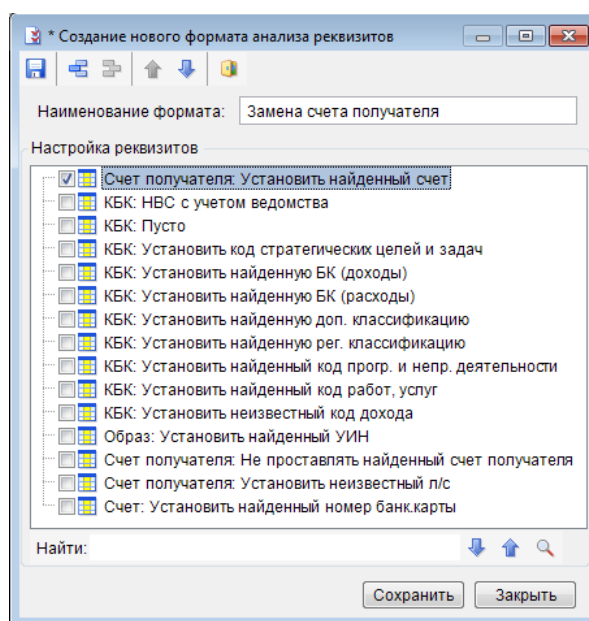 * Создание нового формата анализа реквизитов
Наименование формата: Замена счета получателя
Настройка реквизитов
Счет получателя: Установить найденный счет
КБК: НВС с учетом ведомства
КБК: Пусто
КБК: Установить код стратегических целей и задач
КБК: Установить найденную БК (доходы)
КБК: Установить найденную БК (расходы)
КБК: Установить найденную доп. классификацию
КБК: Установить найденную рег. классификацию
КБК: Установить найденный код прогр. и непр. деятельности
КБК: Установить найденный код работ, услуг
КБК: Установить неизвестный код дохода
Образ: Установить найденный УИН
Счет получателя: Не проставлять найденный счет получателя
Счет получателя: Установить неизвестный л/с
Счет: Установить найденный номер банк.карты
Найти:
Сохранить Закрыть